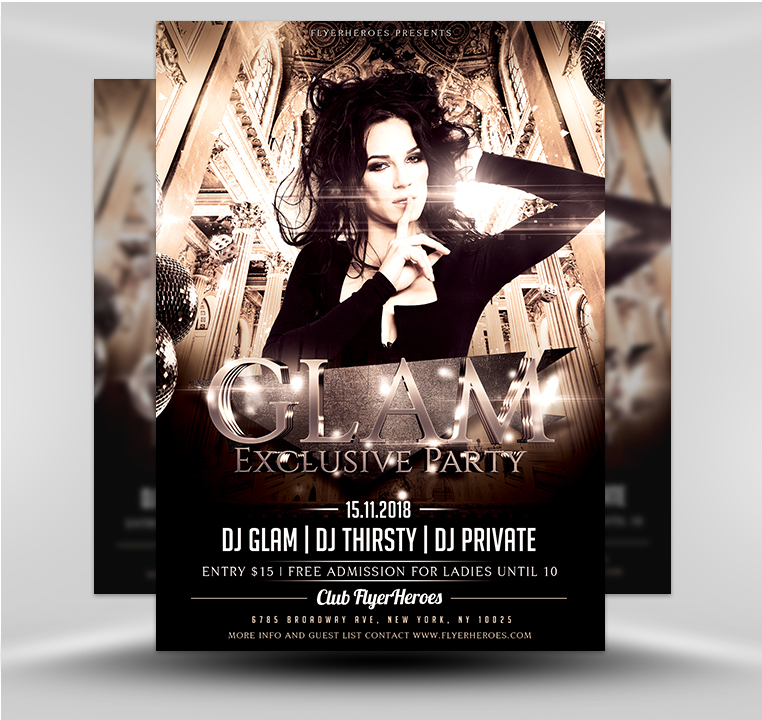 FLYERHEROES PRESENTS
GLAM
EXCLUSIVE PARTY
15.11.2018
DJ GLAM | DJ THIRSTY | DJ PRIVATE
ENTRY $15 | FREE ADMISSION FOR LADIES UNTIL 10
Club FlyerHeroes
6785 BROADWAY AVE, NEW YORK, NY 10025
MORE INFO AND GUEST LIST CONTACT WWW.FLYERHEROES.COM